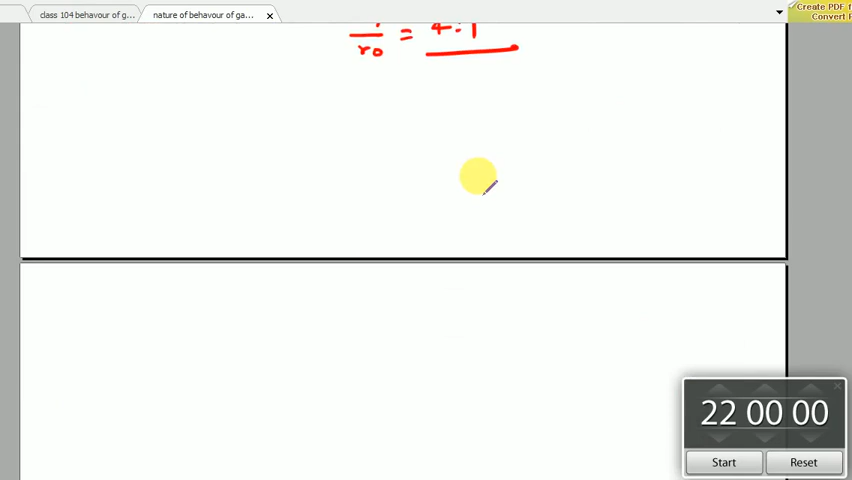 class 104 behavour of g...
nature of behavour of ga...
Create PDF f
Convert F
r0 = 4:1
22 00 00
Start
Reset